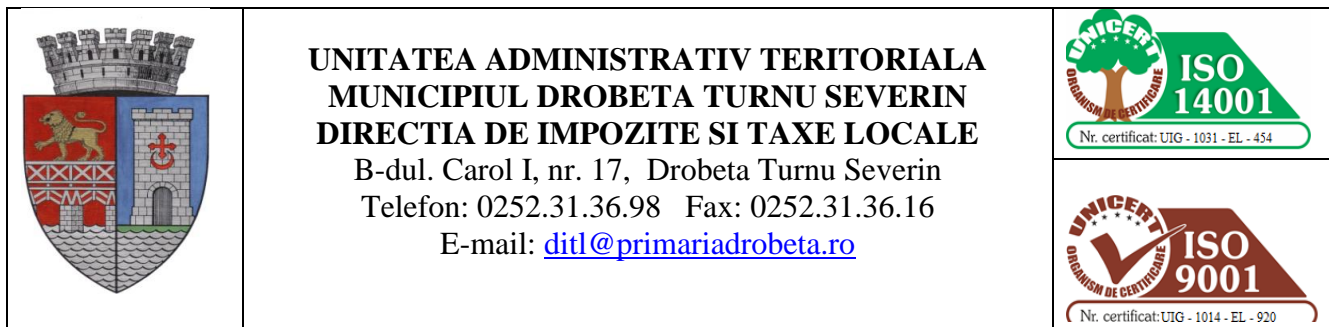 UNITATEA ADMINISTRATIV TERITORIALA
MUNICIPIUL DROBETA TURNU SEVERIN
DIRECTIA DE IMPOZITE SI TAXE LOCALE
B-dul. Carol I, nr. 17, Drobeta Turnu Severin
Telefon: 0252.31.36.98 Fax: 0252.31.36.16
E-mail: ditl@primariadrobeta.ro
UNICERT
ORGANISM DE CERTIFICARE
ISO
14001
Nr. certificat: UIG - 1031 - EL - 454
UNICERT
ORGANISM DE CERTIFICARE
ISO
9001
Nr. certificat: UIG - 1014 - EL - 920